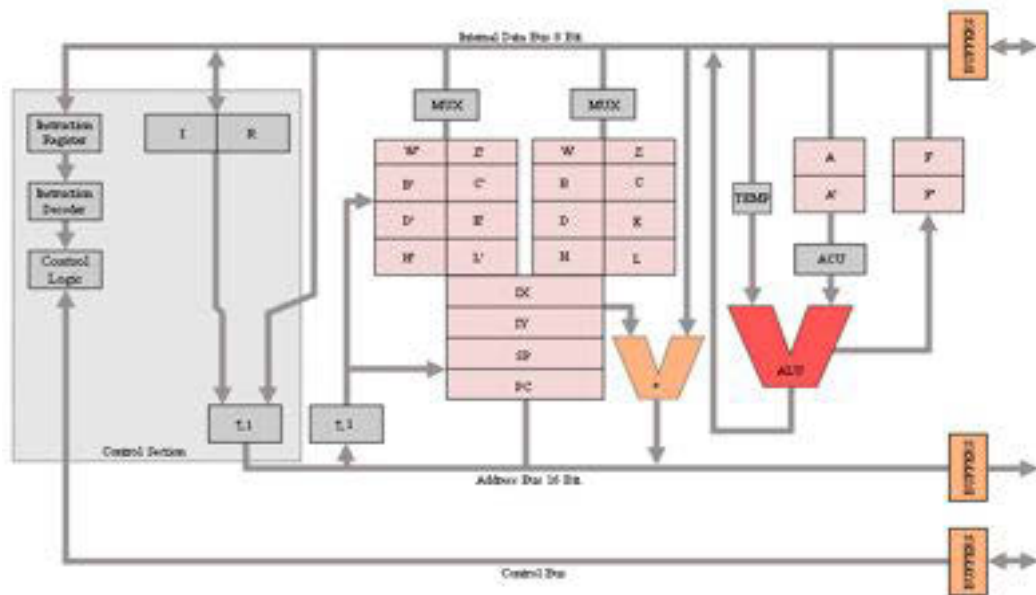 Internal Data Bus 8 Bit
BUFFERS
MUX
MUX
Instruction
Register
I
R
W'
Z'
W
Z
A
F
B'
C'
B
C
Instruction
Decoder
TEMP
A'
F'
D'
E'
D
E
Control
Logic
H'
L'
H
L
ACU
IX
IY
SP
PC
+
ALU
Control Section
Address Bus 16 Bit
BUFFERS
Control Bus
BUFFERS